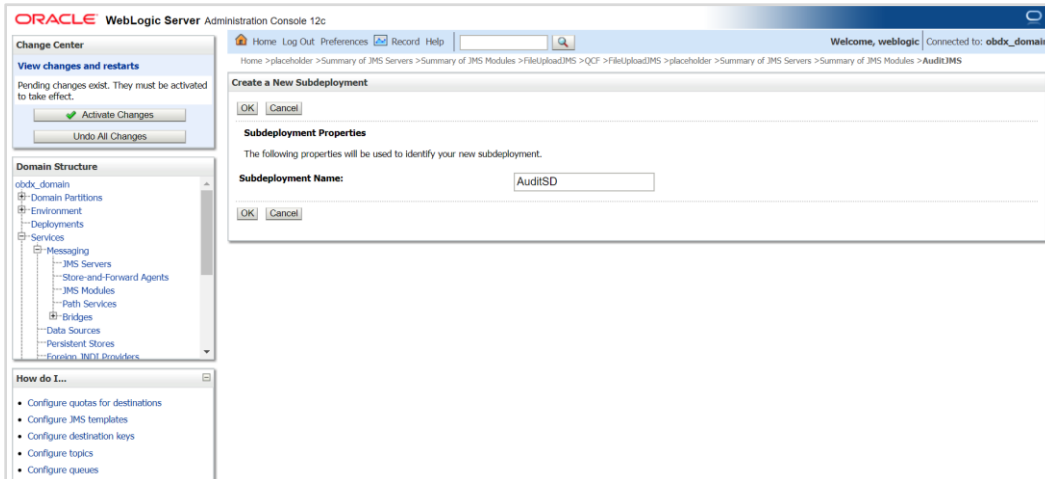 ORACLE WebLogic Server Administration Console 12c
Change Center
View changes and restarts
Pending changes exist. They must be activated
to take effect.
Activate Changes
Undo All Changes
Domain Structure
obdx_domain
Domain Partitions
Environment
Deployments
Services
Messaging
JMS Servers
Store-and-Forward Agents
JMS Modules
Path Services
Bridges
Data Sources
Persistent Stores
Foreign JNDI Providers
How do I...
Configure quotas for destinations
Configure JMS templates
Configure destination keys
Configure topics
Configure queues
Home Log Out Preferences Record Help
Welcome, weblogic Connected to: obdx_domain
Home >placeholder >Summary of JMS Servers >Summary of JMS Modules >FileUploadJMS >QCF >FileUploadJMS >placeholder >Summary of JMS Servers >Summary of JMS Modules >AuditJMS
Create a New Subdeployment
OK Cancel
Subdeployment Properties
The following properties will be used to identify your new subdeployment.
Subdeployment Name: AuditSD
OK Cancel